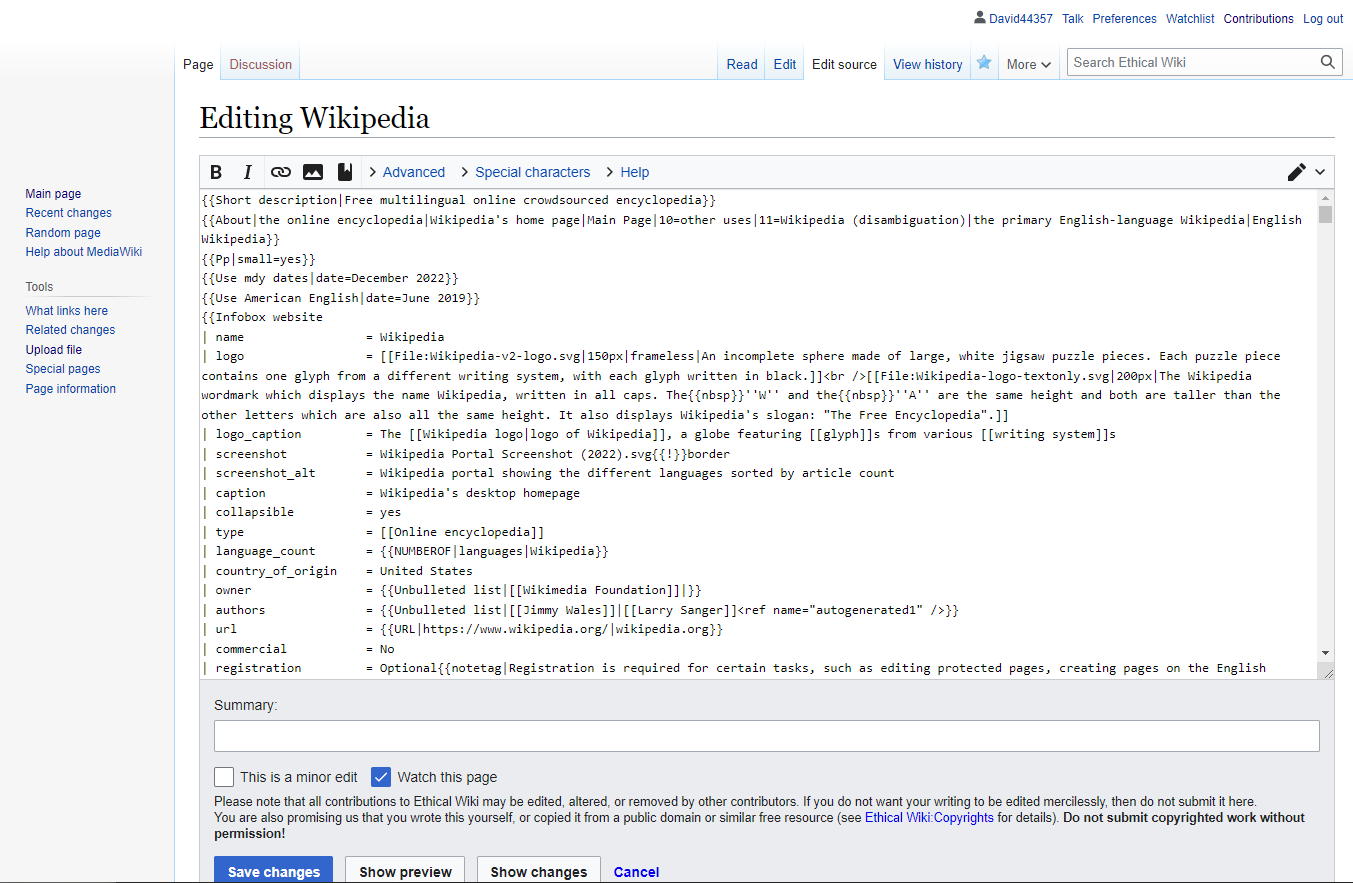 David44357 Talk Preferences Watchlist Contributions Log out
Page Discussion Read Edit Edit source View history More Search Ethical Wiki
Editing Wikipedia
B I Advanced Special characters Help
Main page
Recent changes
Random page
Help about MediaWiki
Tools
What links here
Related changes
Upload file
Special pages
Page information
{{Short description|Free multilingual online crowdsourced encyclopedia}}
{{About|the online encyclopedia|Wikipedia's home page|Main Page|10=other uses|11=Wikipedia (disambiguation)|the primary English-language Wikipedia|English
Wikipedia}}
{{Pp|small=yes}}
{{Use mdy dates|date=December 2022}}
{{Use American English|date=June 2019}}
{{Infobox website
| name = Wikipedia
| logo = [[File:Wikipedia-v2-logo.svg|150px|frameless|An incomplete sphere made of large, white jigsaw puzzle pieces. Each puzzle piece
contains one glyph from a different writing system, with each glyph written in black.]]<br />[[File:Wikipedia-logo-textonly.svg|200px|The Wikipedia
wordmark which displays the name Wikipedia, written in all caps. The{{nbsp}}''W'' and the{{nbsp}}''A'' are the same height and both are taller than the
other letters which are also all the same height. It also displays Wikipedia's slogan: "The Free Encyclopedia".]]
| logo_caption = The [[Wikipedia logo|logo of Wikipedia]], a globe featuring [[glyph]]s from various [[writing system]]s
| screenshot = Wikipedia Portal Screenshot (2022).svg{{!}}border
| screenshot_alt = Wikipedia portal showing the different languages sorted by article count
| caption = Wikipedia's desktop homepage
| collapsible = yes
| type = [[Online encyclopedia]]
| language_count = {{NUMBEROF|languages|Wikipedia}}
| country_of_origin = United States
| owner = {{Unbulleted list|[[Wikimedia Foundation]]|}}
| authors = {{Unbulleted list|[[Jimmy Wales]]|[[Larry Sanger]]<ref name="autogenerated1" />}}
| url = {{URL|https://www.wikipedia.org/|wikipedia.org}}
| commercial = No
| registration = Optional{{notetag|Registration is required for certain tasks, such as editing protected pages, creating pages on the English
Summary:
This is a minor edit Watch this page
Please note that all contributions to Ethical Wiki may be edited, altered, or removed by other contributors. If you do not want your writing to be edited mercilessly, then do not submit it here.
You are also promising us that you wrote this yourself, or copied it from a public domain or similar free resource (see Ethical Wiki:Copyrights for details). Do not submit copyrighted work without
permission!
Save changes Show preview Show changes Cancel